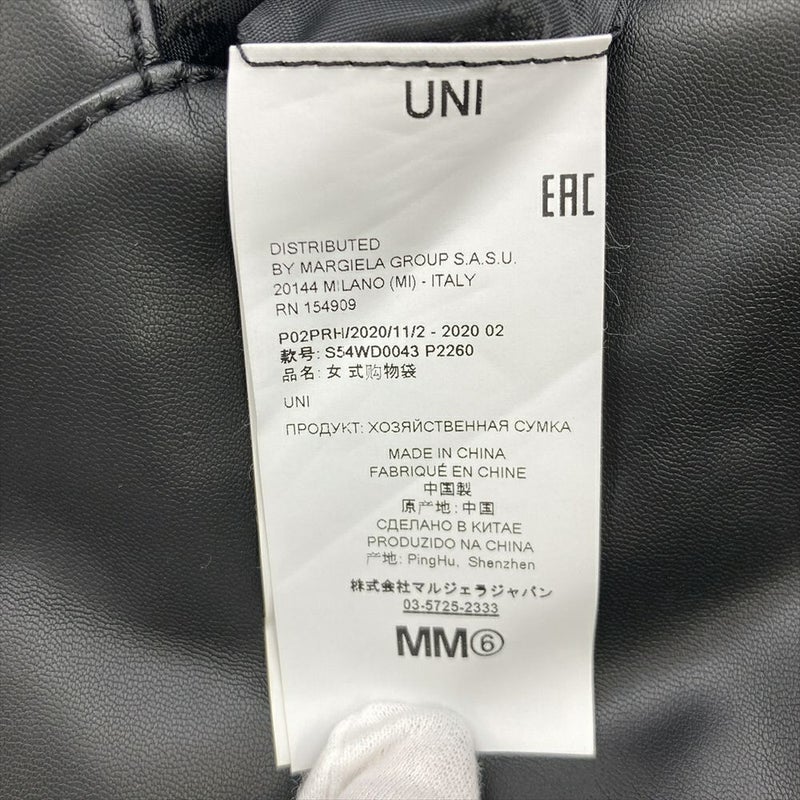 UNI
EAC
DISTRIBUTED
BY MARGIELA GROUP S.A.S.U.
20144 MILANO (MI) - ITALY
RN 154909
P02PRH/2020/11/2 - 2020 02
款号: S54WD0043 P2260
品名: 女 式购物袋
UNI
ПРОДУКТ: ХОЗЯЙСТВЕННАЯ СУМКА
MADE IN CHINA
FABRIQUÉ EN CHINE
中国製
原产地: 中国
СДЕЛАНО В КИТАЕ
PRODUZIDO NA CHINA
产地: PingHu, Shenzhen
株式会社マルジェラジャパン
03-5725-2333
MM⑥